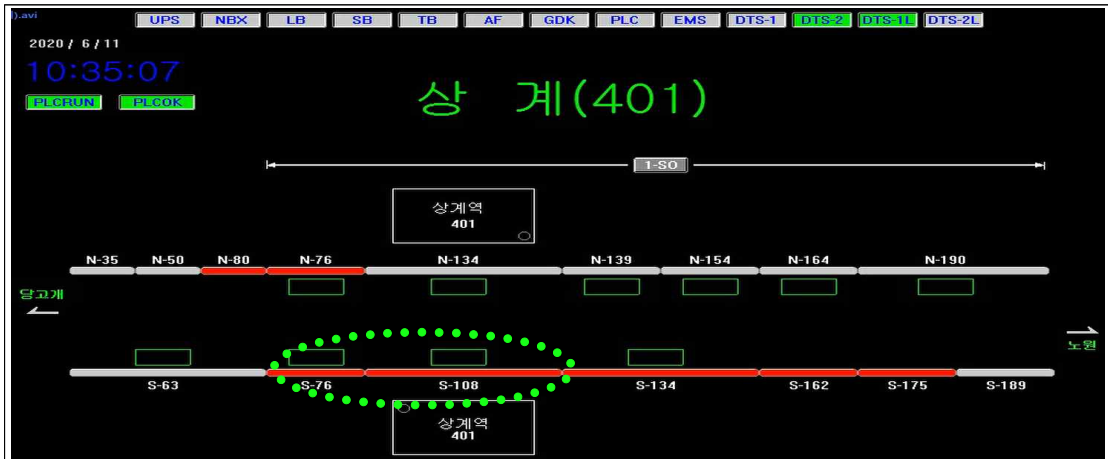 ).avi
UPS NBX LB SB TB AF GDK PLC EMS DTS-1 DTS-2 DTS-1L DTS-2L
2020 / 6 / 11
10:35:07
PLCRUN PLCOK
상 계(401)
1-SO
상계역
401
N-35 N-50 N-80 N-76 N-134 N-139 N-154 N-164 N-190
당고개
노원
S-63 S-76 S-108 S-134 S-162 S-175 S-189
상계역
401